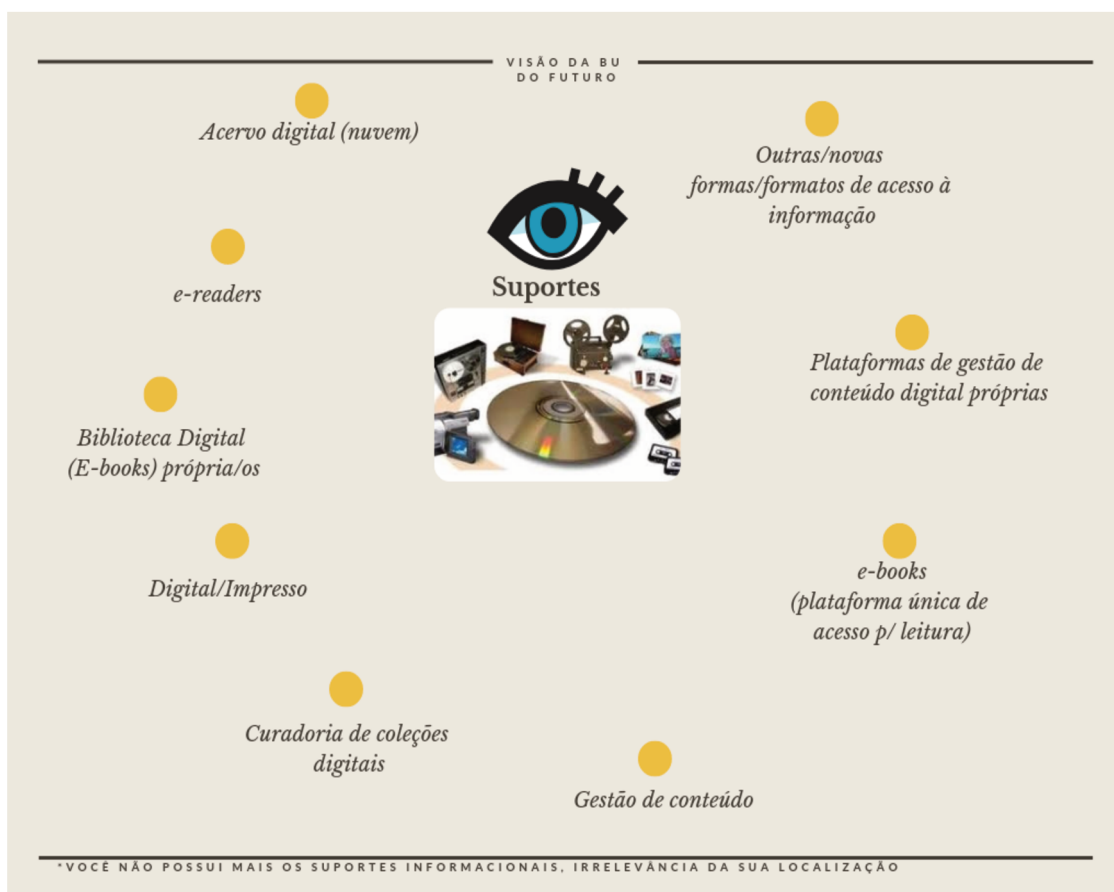 VISÃO DA BU
DO FUTURO
Acervo digital (nuvem)
Outras/novas
formas/formatos de acesso à
informação
Suportes
e-readers
Plataformas de gestão de
conteúdo digital próprias
Biblioteca Digital
(E-books) própria/os
Digital/Impresso
e-books
(plataforma única de
acesso p/ leitura)
Curadoria de coleções
digitais
Gestão de conteúdo
*VOCÊ NÃO POSSUI MAIS OS SUPORTES INFORMACIONAIS, IRRELEVÂNCIA DA SUA LOCALIZAÇÃO